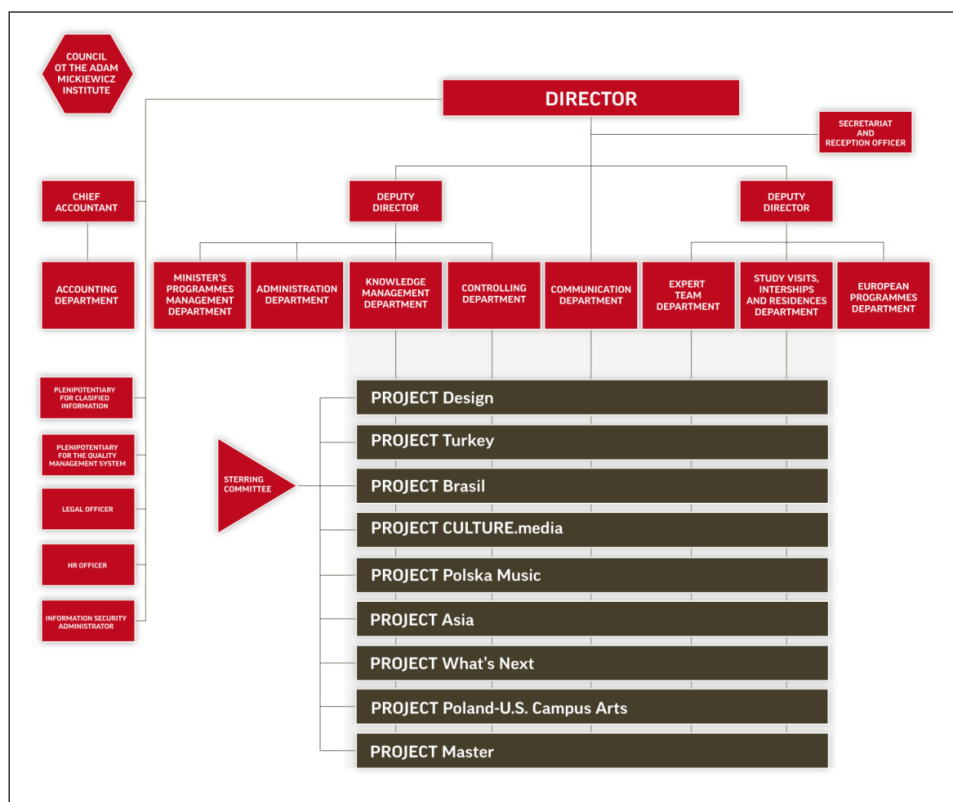 COUNCIL
OT THE ADAM
MICKIEWICZ
INSTITUTE
DIRECTOR
SECRETARIAT
AND
RECEPTION OFFICER
CHIEF
ACCOUNTANT
DEPUTY
DIRECTOR
DEPUTY
DIRECTOR
ACCOUNTING
DEPARTMENT
MINISTER'S
PROGRAMMES
MANAGEMENT
DEPARTMENT
ADMINISTRATION
DEPARTMENT
KNOWLEDGE
MANAGEMENT
DEPARTMENT
CONTROLLING
DEPARTMENT
COMMUNICATION
DEPARTMENT
EXPERT
TEAM
DEPARTMENT
STUDY VISITS,
INTERSHIPS
AND RESIDENCES
DEPARTMENT
EUROPEAN
PROGRAMMES
DEPARTMENT
PLENIPOTENTIARY
FOR CLASIFIED
INFORMATION
PLENIPOTENTIARY
FOR THE QUALITY
MANAGEMENT SYSTEM
LEGAL OFFICER
HR OFFICER
INFORMATION SECURITY
ADMINISTRATOR
STERRING
COMMITTEE
PROJECT Design
PROJECT Turkey
PROJECT Brasil
PROJECT CULTURE.media
PROJECT Polska Music
PROJECT Asia
PROJECT What's Next
PROJECT Poland-U.S. Campus Arts
PROJECT Master